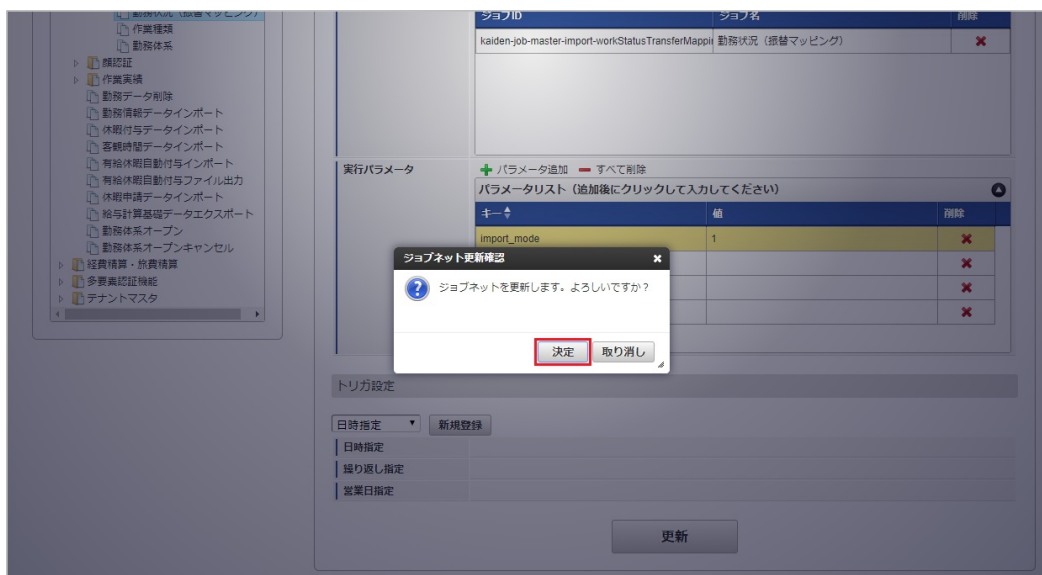 勤務状況（振替マッピング）
作業種類
勤務体系
顔認証
作業実績
勤務データ削除
勤務情報データインポート
休暇付与データインポート
客観時間データインポート
有給休暇自動付与インポート
有給休暇自動付与ファイル出力
休暇申請データインポート
給与計算基礎データエクスポート
勤務体系オープン
勤務体系オープンキャンセル
経費精算・旅費精算
多要素認証機能
テナントマスタ
ジョブID ジョブ名 削除
kaiden-job-master-import-workStatusTransferMappin 勤務状況（振替マッピング）
実行パラメータ
パラメータ追加 すべて削除
パラメータリスト（追加後にクリックして入力してください）
キー 値 削除
import_mode 1
ジョブネット更新確認
ジョブネットを更新します。よろしいですか？
決定 取り消し
トリガ設定
日時指定 新規登録
日時指定
繰り返し指定
営業日指定
更新